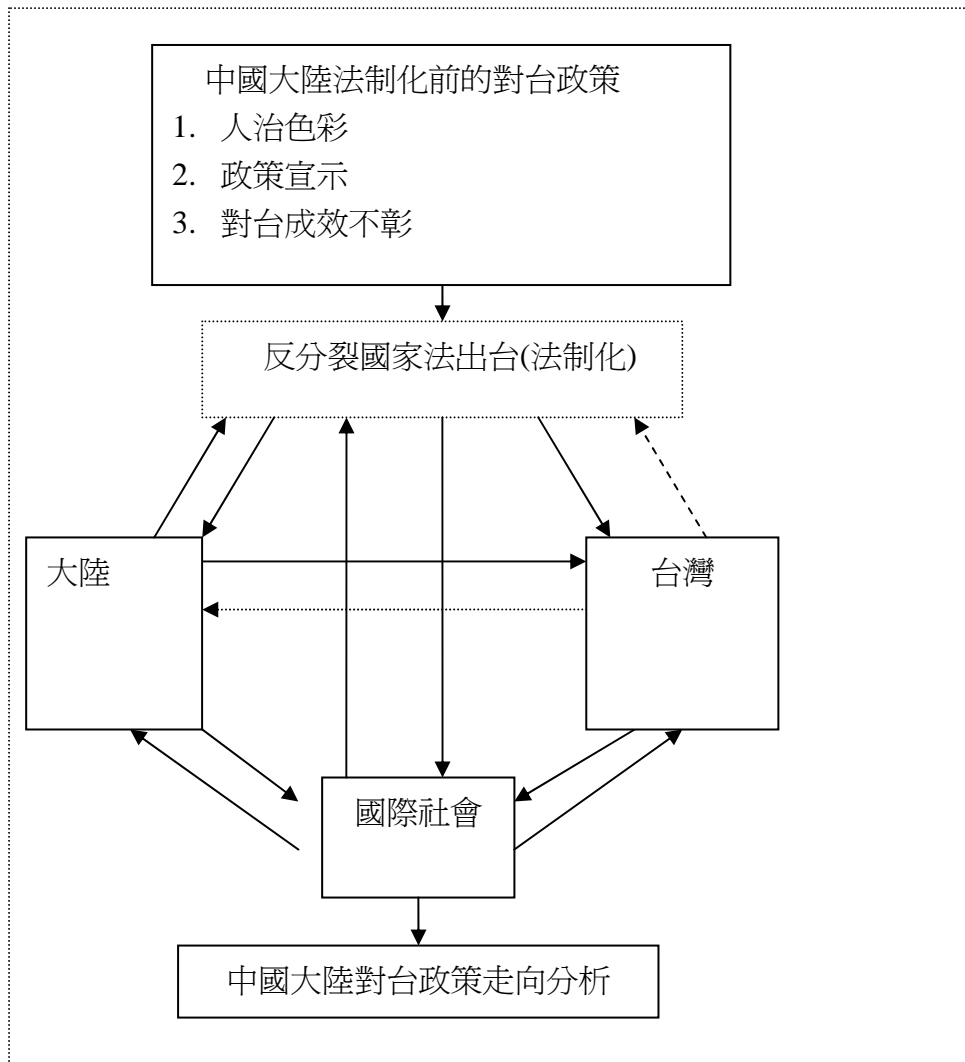 中國大陸法制化前的對台政策
1. 人治色彩
2. 政策宣示
3. 對台成效不彰
反分裂國家法出台(法制化)
大陸
台灣
國際社會
中國大陸對台政策走向分析